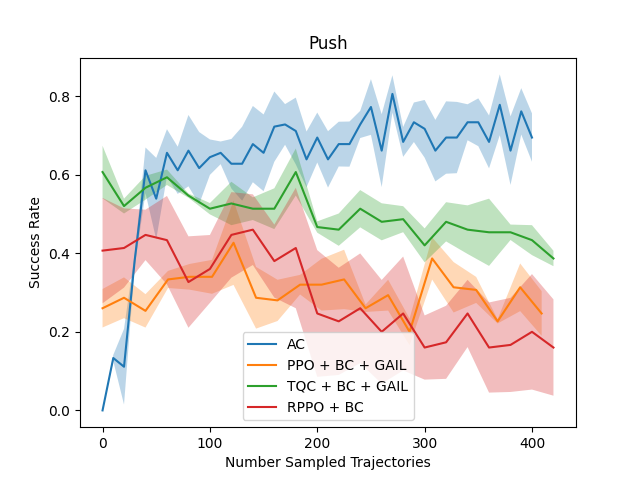 Push
Success Rate
0.8
0.6
0.4
0.2
0.0
AC
PPO + BC + GAIL
TQC + BC + GAIL
RPPO + BC
0 100 200 300 400
Number Sampled Trajectories